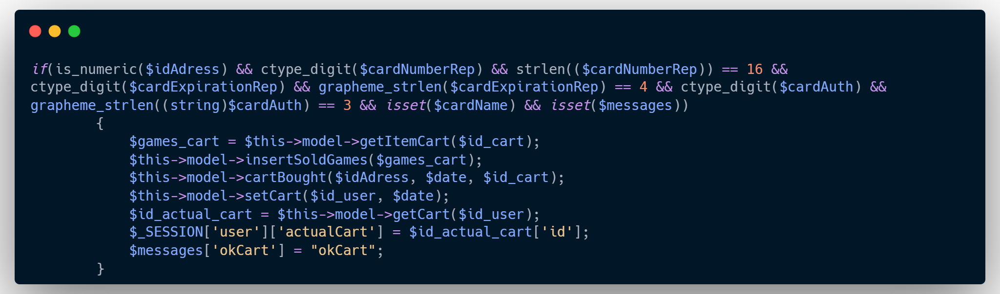 if(is_numeric($idAdress) && ctype_digit($cardNumberRep) && strlen(($cardNumberRep)) == 16 &&
ctype_digit($cardExpirationRep) && grapheme_strlen($cardExpirationRep) == 4 && ctype_digit($cardAuth) &&
grapheme_strlen((string)$cardAuth) == 3 && isset($cardName) && isset($messages))
        {
            $games_cart = $this->model->getItemCart($id_cart);
            $this->model->insertSoldGames($games_cart);
            $this->model->cartBought($idAdress, $date, $id_cart);
            $this->model->setCart($id_user, $date);
            $id_actual_cart = $this->model->getCart($id_user);
            $_SESSION['user']['actualCart'] = $id_actual_cart['id'];
            $messages['okCart'] = "okCart";
        }